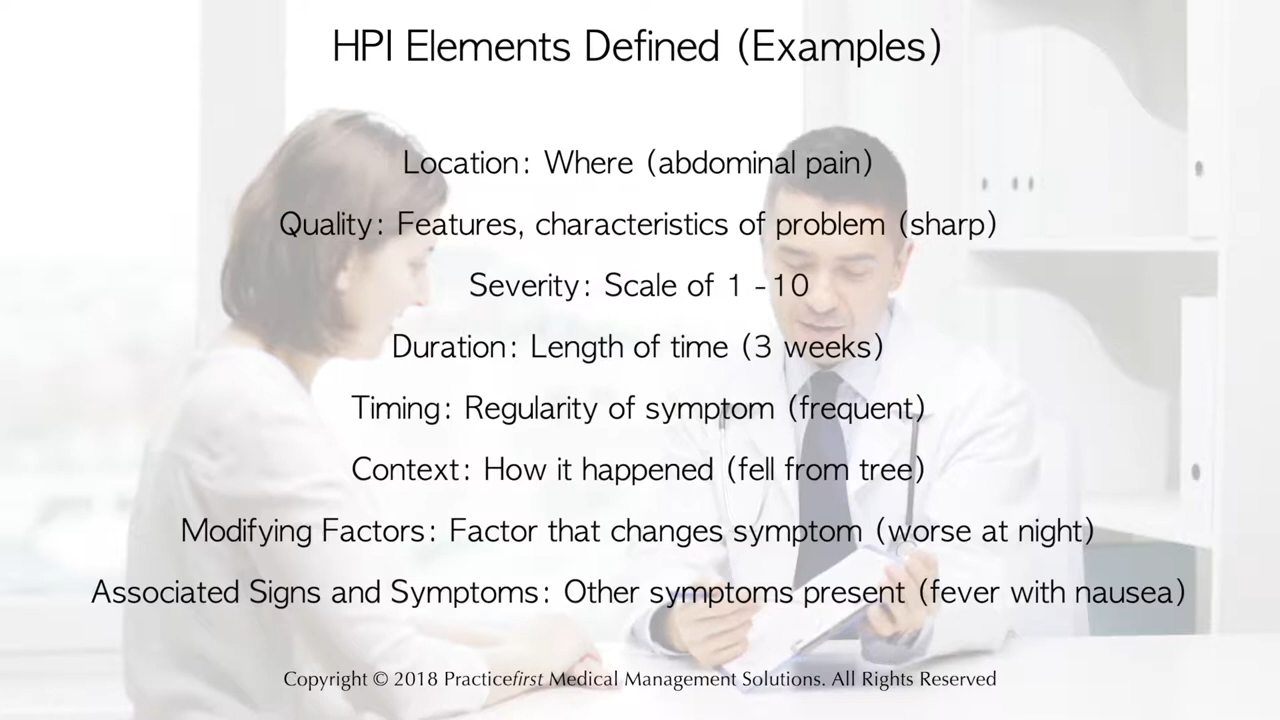 HPI Elements Defined (Examples)
Location: Where (abdominal pain)
Quality: Features, characteristics of problem (sharp)
Severity: Scale of 1 - 10
Duration: Length of time (3 weeks)
Timing: Regularity of symptom (frequent)
Context: How it happened (fell from tree)
Modifying Factors: Factor that changes symptom (worse at night)
Associated Signs and Symptoms: Other symptoms present (fever with nausea)
Copyright © 2018 Practicefirst Medical Management Solutions. All Rights Reserved